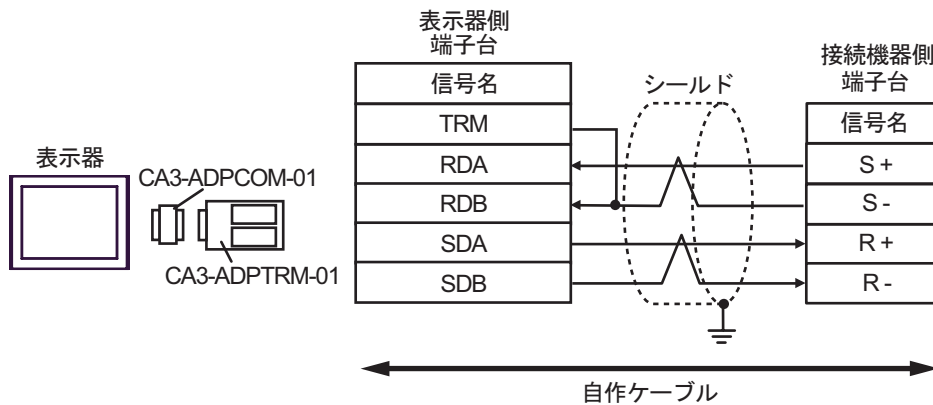 表示器
CA3-ADPCOM-01
CA3-ADPTRM-01
表示器側
端子台
信号名
TRM
RDA
RDB
SDA
SDB
シールド
接続機器側
端子台
信号名
S +
S -
R +
R -
自作ケーブル